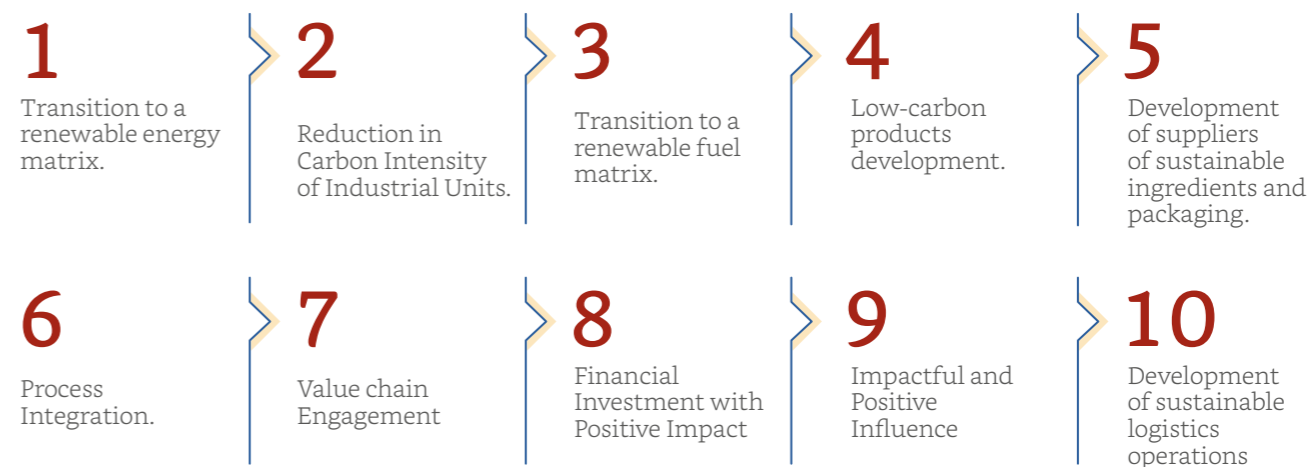 1
Transition to a
renewable energy
matrix.
2
Reduction in
Carbon Intensity
of Industrial Units.
3
Transition to a
renewable fuel
matrix.
4
Low-carbon
products
development.
5
Development
of suppliers
of sustainable
ingredients and
packaging.
6
Process
Integration.
7
Value chain
Engagement
8
Financial
Investment with
Positive Impact
9
Impactful and
Positive
Influence
10
Development
of sustainable
logistics
operations